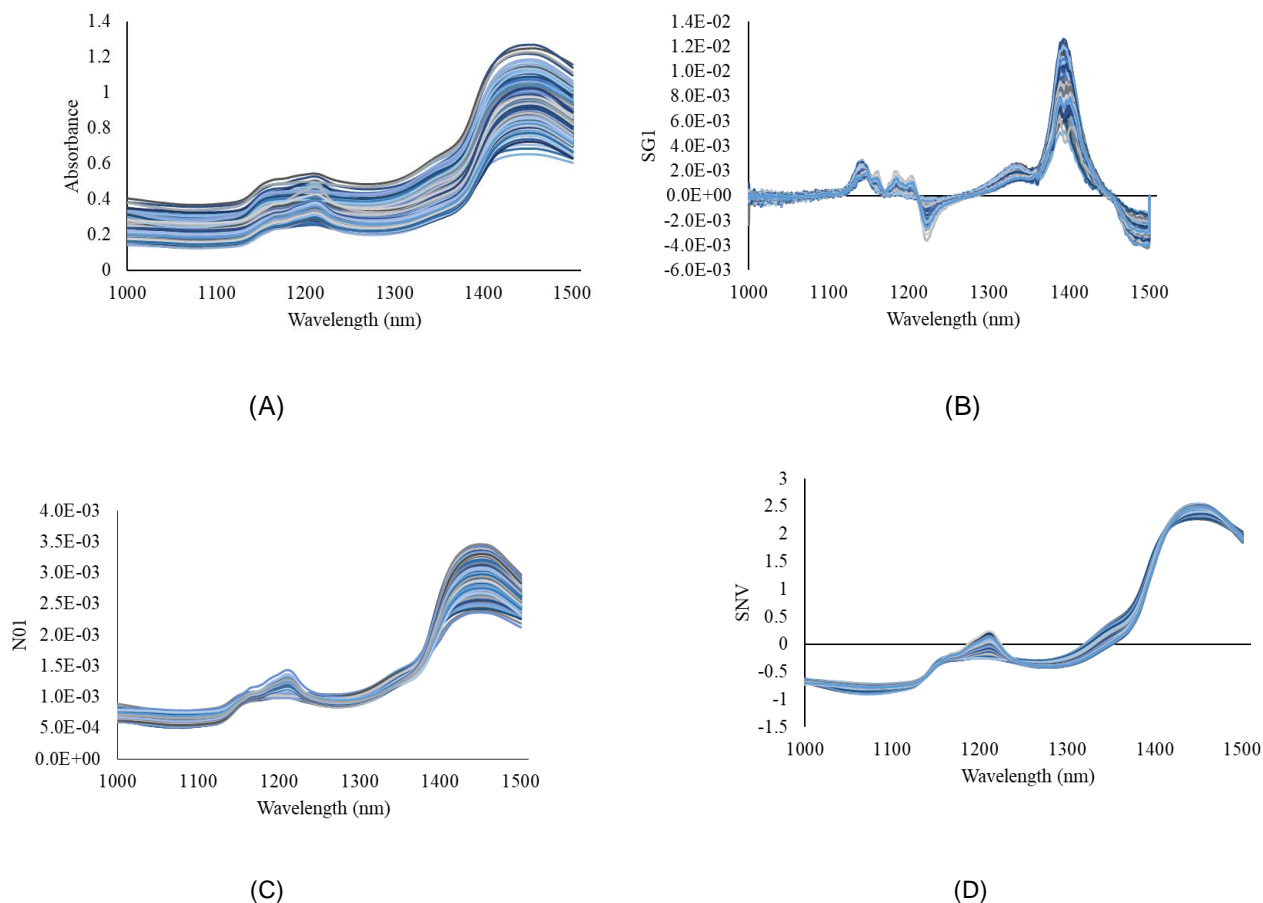 1.4
1.2
1
0.8
0.6
0.4
0.2
0
Absorbance
1000 1100 1200 1300 1400 1500
Wavelength (nm)
(A)
1.4E-02
1.2E-02
1.0E-02
8.0E-03
6.0E-03
4.0E-03
2.0E-03
0.0E+00
-2.0E-03
-4.0E-03
-6.0E-03
SG1
1000 1100 1200 1300 1400 1500
Wavelength (nm)
(B)
4.0E-03
3.5E-03
3.0E-03
2.5E-03
2.0E-03
1.5E-03
1.0E-03
5.0E-04
0.0E+00
N01
1000 1100 1200 1300 1400 1500
Wavelength (nm)
(C)
3
2.5
2
1.5
1
0.5
0
-0.5
-1
-1.5
SNV
1000 1100 1200 1300 1400 1500
Wavelength (nm)
(D)